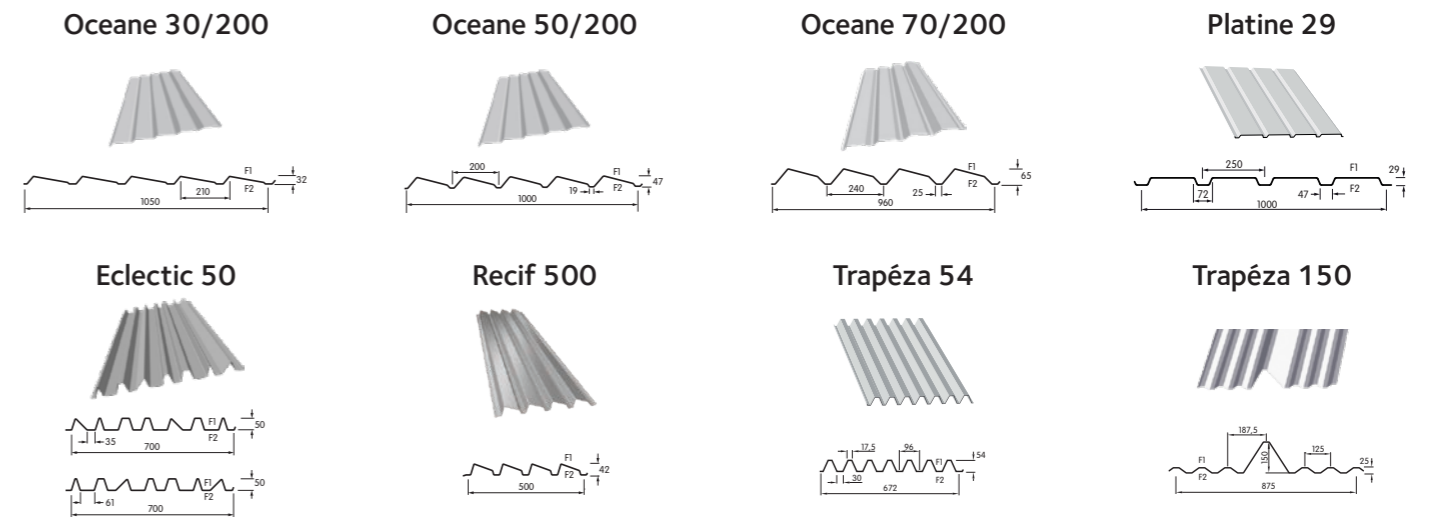 Oceane 30/200
Oceane 50/200
Oceane 70/200
Platine 29
F1
F2
32
210
1050
200
F1
F2
47
19
1000
F1
F2
65
240
25
960
250
F1
F2
29
72
47
1000
Eclectic 50
Recif 500
Trapéza 54
Trapéza 150
F1
F2
50
35
700
F1
F2
50
61
700
F1
F2
42
500
17,5
96
F1
F2
54
30
672
187,5
150
125
F1
F2
25
875